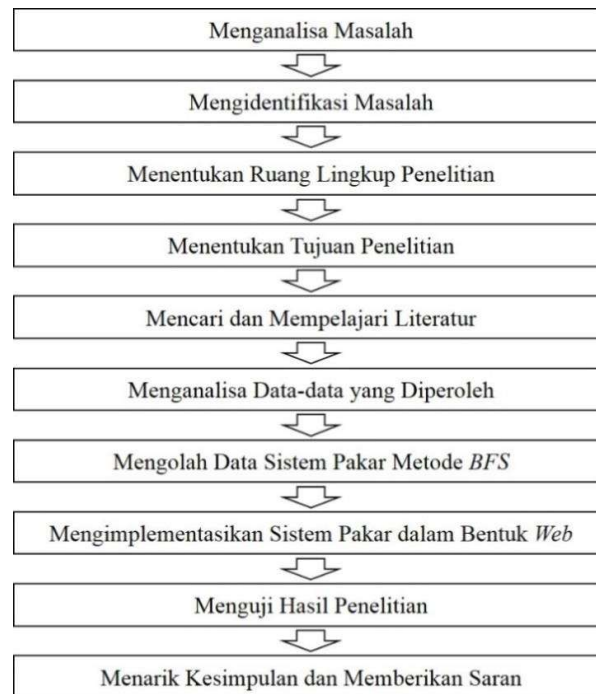 Menganalisa Masalah
Mengidentifikasi Masalah
Menentukan Ruang Lingkup Penelitian
Menentukan Tujuan Penelitian
Mencari dan Mempelajari Literatur
Menganalisa Data-data yang Diperoleh
Mengolah Data Sistem Pakar Metode BFS
Mengimplementasikan Sistem Pakar dalam Bentuk Web
Menguji Hasil Penelitian
Menarik Kesimpulan dan Memberikan Saran